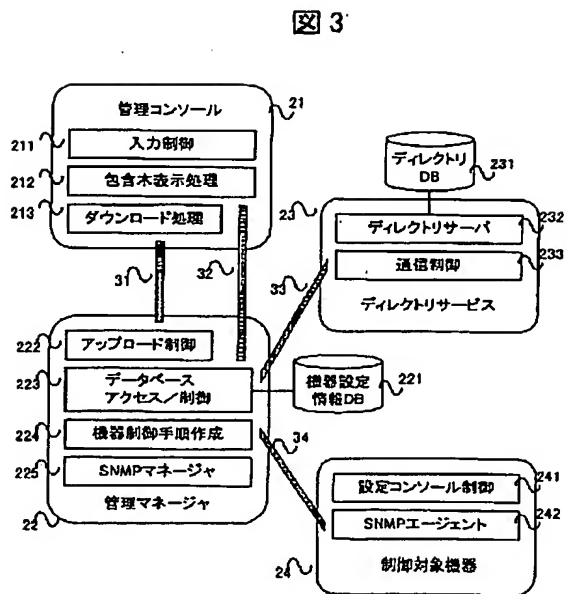 図3
管理コンソール
21
211
入力制御
212
包含木表示処理
213
ダウンロード処理
ディレクトリ
DB
231
23
ディレクトリサーバ
232
通信制御
233
ディレクトリサービス
31
32
33
222
アップロード制御
223
データベース
アクセス/制御
機器設定
情報DB
221
224
機器制御手順作成
34
225
SNMPマネージャ
管理マネージャ
22
設定コンソール制御
241
SNMPエージェント
242
制御対象機器
24